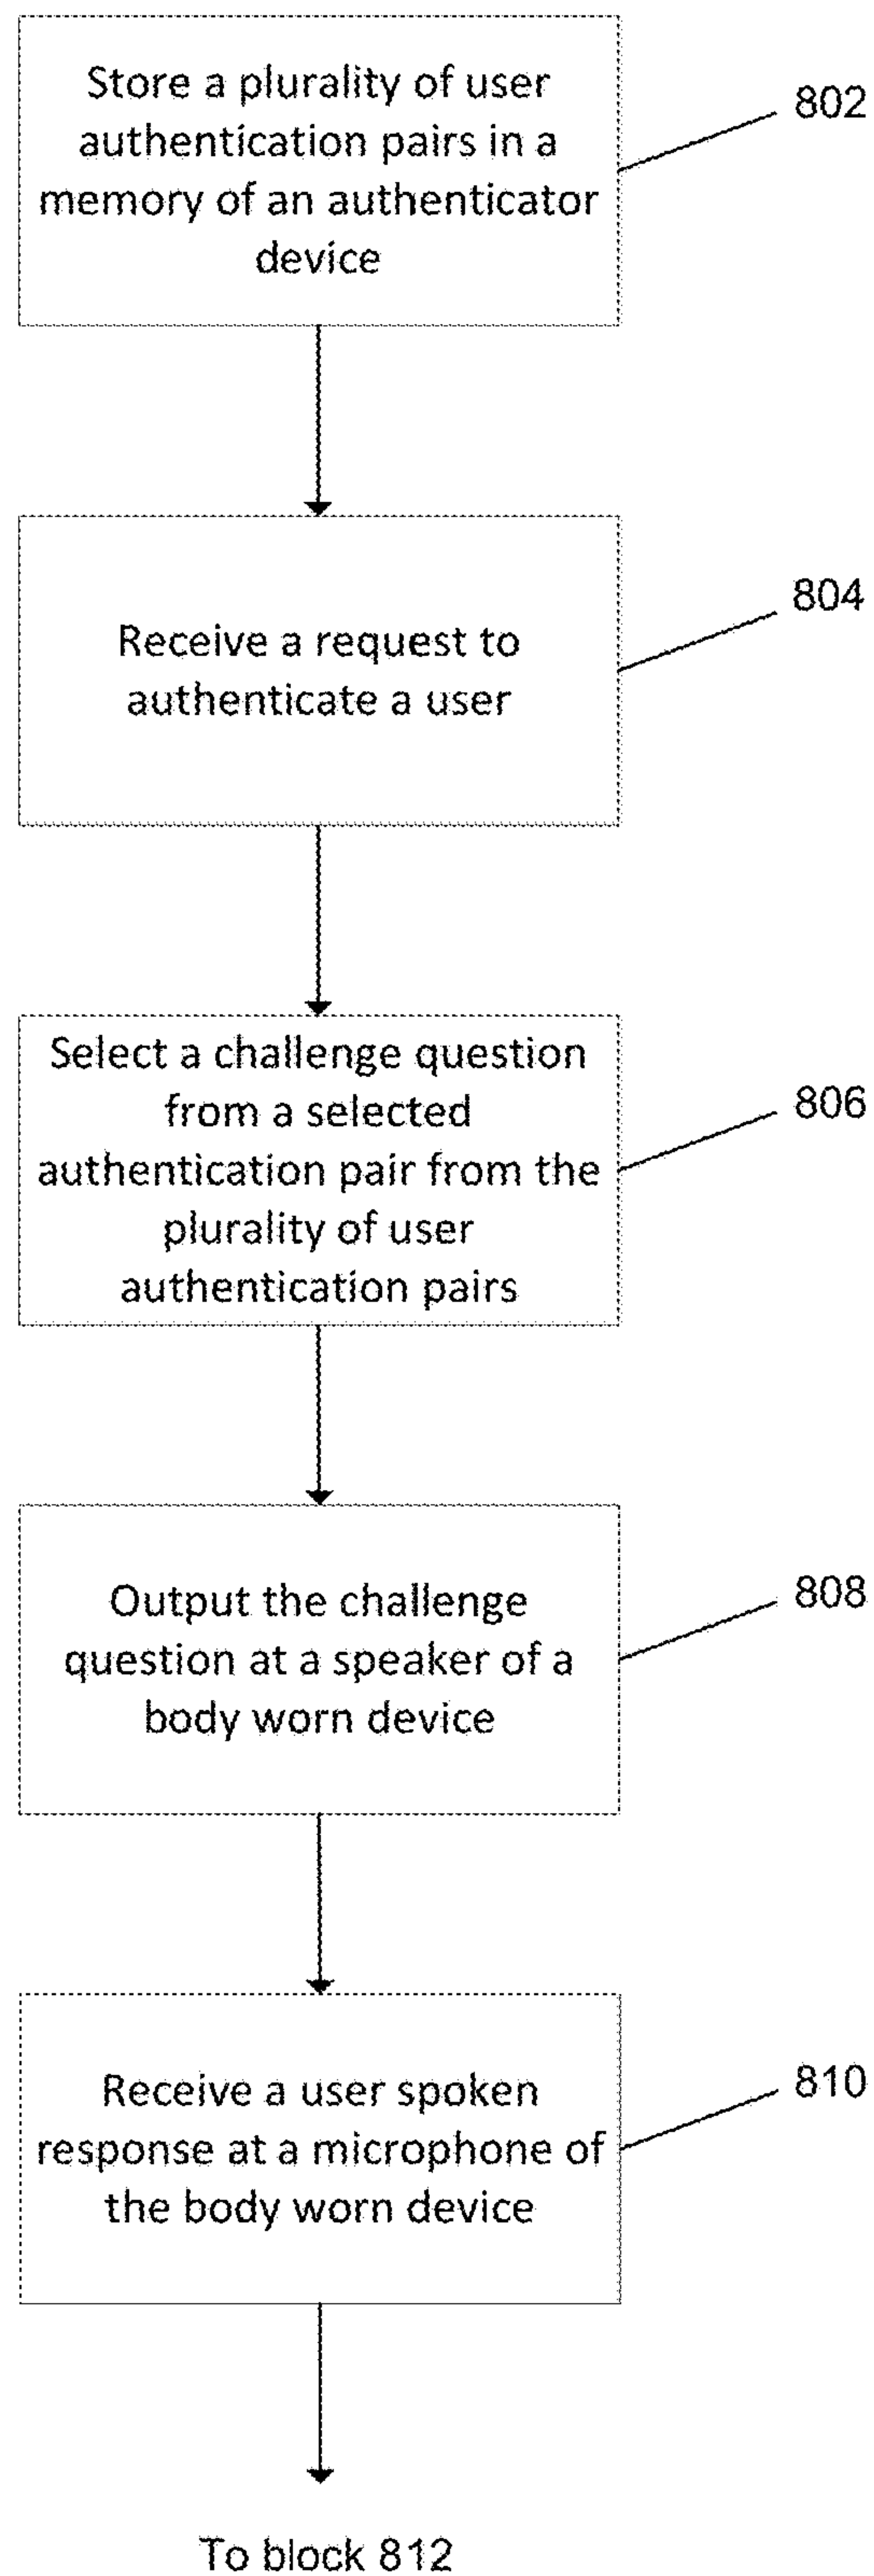 Store a plurality of user
authentication pairs in a
memory of an authenticator
device
802
Receive a request to
authenticate a user
804
Select a challenge question
from a selected
authentication pair from the
plurality of user
authentication pairs
806
Output the challenge
question at a speaker of a
body worn device
808
Receive a user spoken
response at a microphone of
the body worn device
810
To block 812